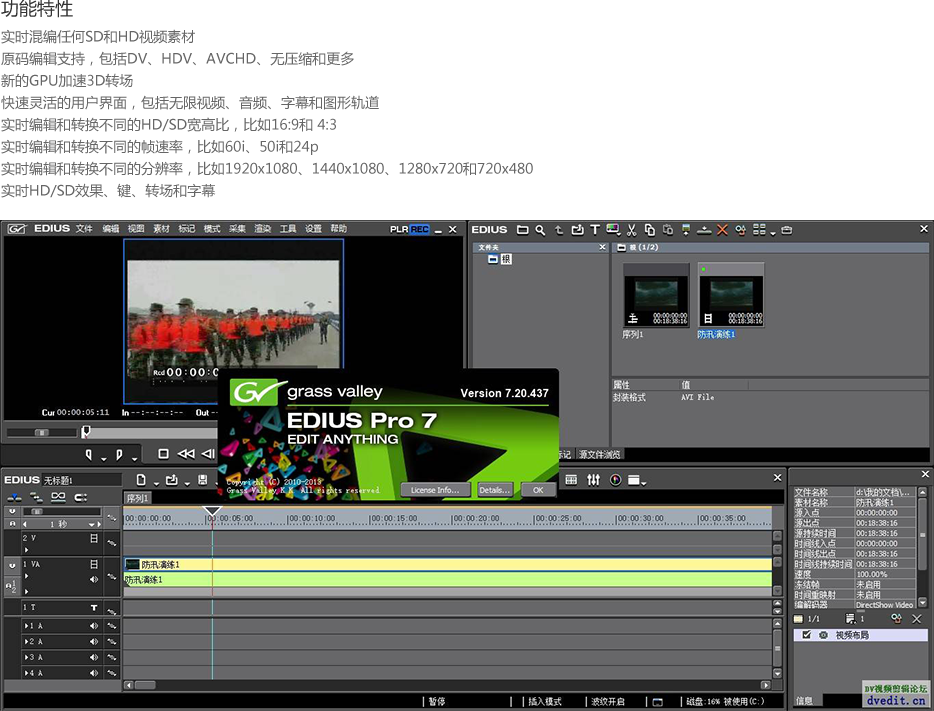 功能特性
实时混编任何SD和HD视频素材
原码编辑支持，包括DV、HDV、AVCHD、无压缩和更多
新的GPU加速3D转场
快速灵活的用户界面，包括无限视频、音频、字幕和图形轨道
实时编辑和转换不同的HD/SD宽高比，比如16:9和 4:3
实时编辑和转换不同的帧速率，比如60i、50i和24p
实时编辑和转换不同的分辨率，比如1920x1080、1440x1080、1280x720和720x480
实时HD/SD效果、键、转场和字幕
EDIUS 文件 编辑 视图 素材 标记 模式 采集 渲染 工具 设置 帮助 PLR REC
Rcd 00:00:0
Cur 00:00:05:11 In --:--:--:-- Out --
EDIUS
文件夹
根
根 (1/2)
00:00:00:00
00:18:38:16
00:00:00:00
00:18:38:16
序列1
防汛演练1
属性 值
封装格式 AVI File
标记 源文件浏览
grass valley
Version 7.20.437
EDIUS Pro 7
EDIT ANYTHING
Copyright (C) 2010-2013
Grass Valley K.K. All rights reserved
License Info... Details... OK
EDIUS 无标题1
序列1
1 秒
00:00:00:00 00:00:05:00 00:00:10:00 00:00:15:00 00:00:20:00 00:00:25:00 00:00:30:00 00:00:35:00
2 V
1 VA
防汛演练1
防汛演练1
1 T
1 A
2 A
3 A
4 A
暂停 插入模式 波纹开启 磁盘:16% 被使用(C:)
文件名称 d:\我的文档\...
素材名称 防汛演练1
源入点 00:00:00:00
源出点 00:18:38:16
源持续时间 00:18:38:16
时间线入点 00:00:00:00
时间线出点 00:18:38:16
时间线持续时间 00:18:38:16
速度 100.00%
冻结帧 未启用
时间重映射 未启用
编解码器 DirectShow Video
1/1 1
视频布局
信息
DV视频剪辑论坛
dvedit.cn